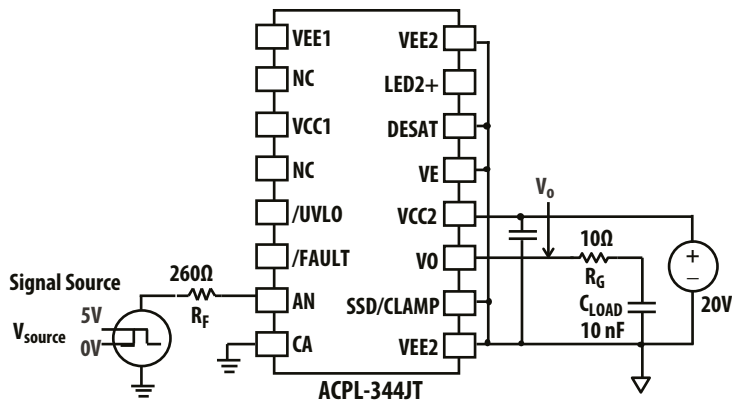 VEE1
NC
VCC1
NC
/UVLO
/FAULT
AN
CA
VEE2
LED2+
DESAT
VE
VCC2
VO
SSD/CLAMP
VEE2
ACPL-344JT
Signal Source
Vsource
5V
0V
260Ω
RF
Vo
10Ω
RG
CLOAD
10 nF
+
−
20V